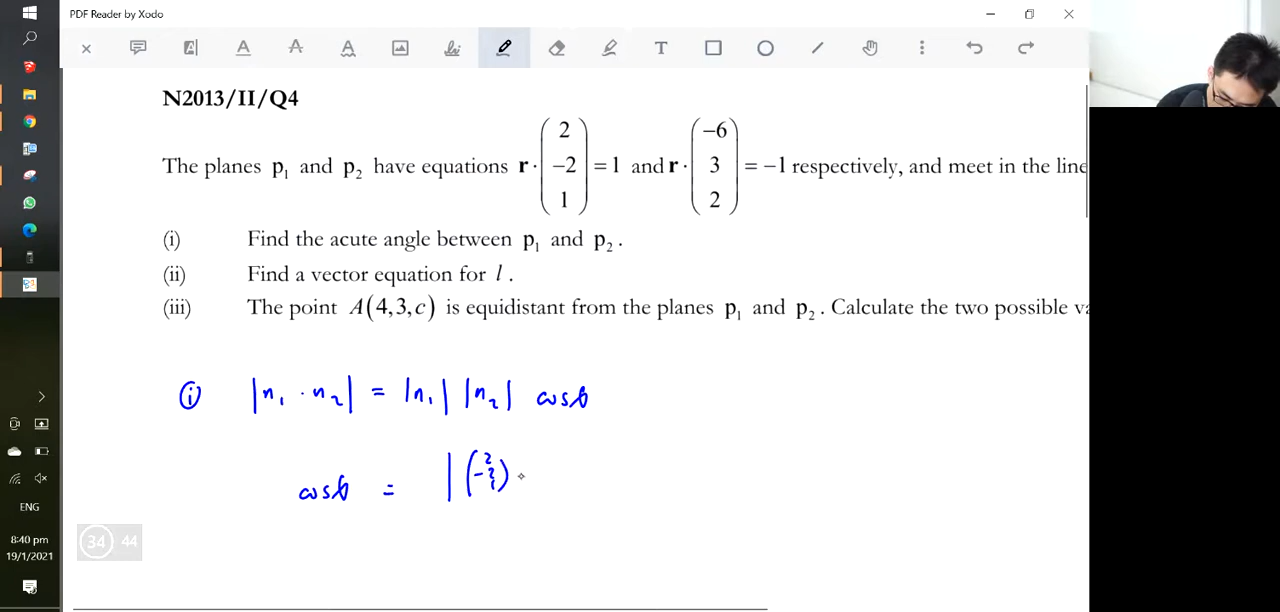 PDF Reader by Xodo
N2013/II/Q4
The planes p₁ and p₂ have equations r · (2 −2 1) = 1 and r · (−6 3 2) = −1 respectively, and meet in the line
(i) Find the acute angle between p₁ and p₂ .
(ii) Find a vector equation for l .
(iii) The point A(4,3,c) is equidistant from the planes p₁ and p₂ . Calculate the two possible va
i |n₁ · n₂| = |n₁| |n₂| cosθ
cosθ = | (2 −2 1) ·
ENG
8:40 pm
19/1/2021
34 44